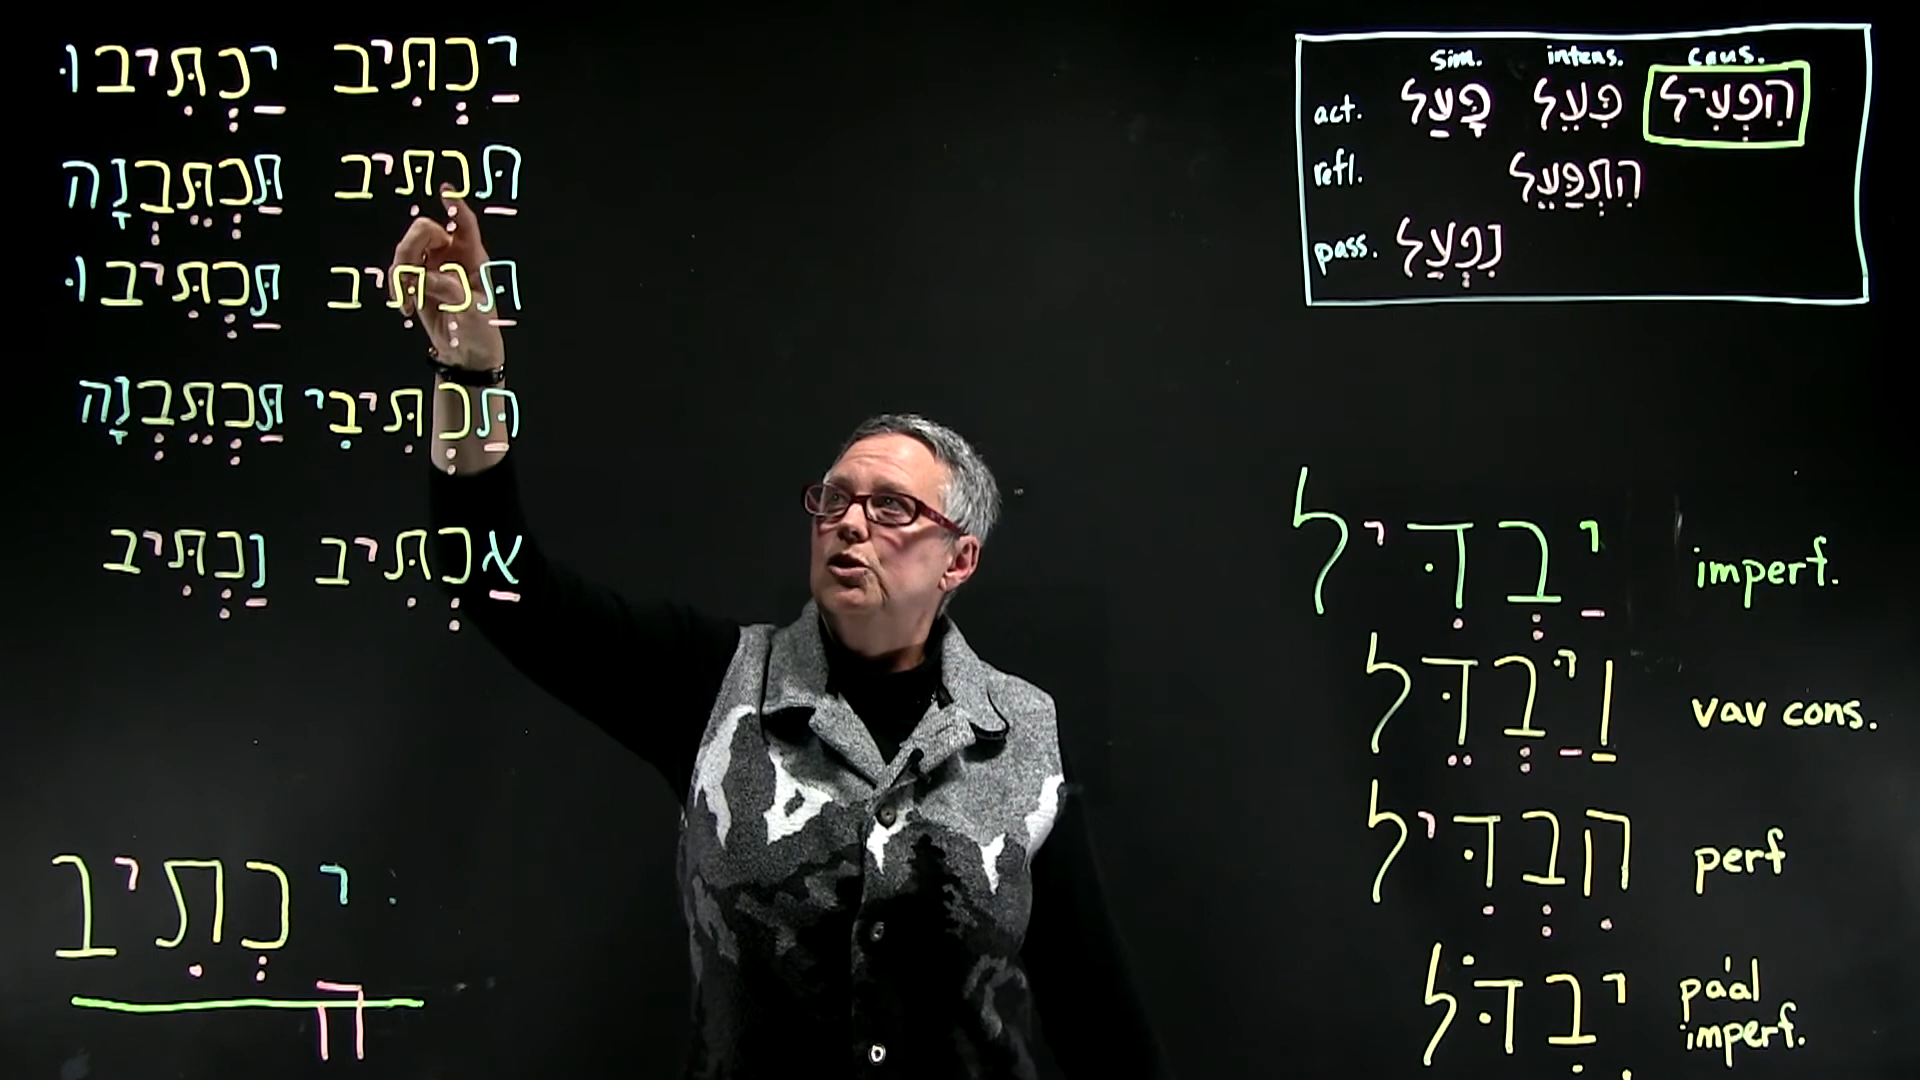 יַכְתִּיב יַכְתִּיבוּ
תַּכְתִּיב תַּכְתֵּבְנָה
תַּכְתִּיב תַּכְתִּיבוּ
תַּכְתִּיבִי תַּכְתֵּבְנָה
אַכְתִּיב נַכְתִּיב
יכְתִיב
ה
sim. intens. caus.
act. פָּעַל פִּעֵל הִפְעִיל
refl. הִתְפַּעֵל
pass. נִפְעַל
יַבְדִּיל imperf.
וַיַּבְדֵּל vav cons.
הִבְדִּיל perf
יִבְדֹּל pa'al
imperf.